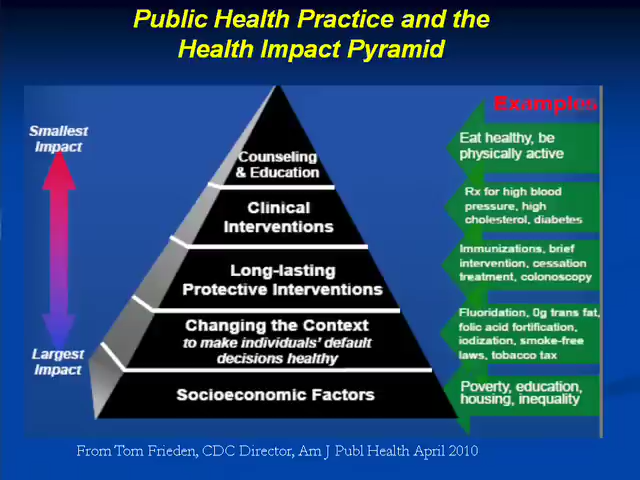 Public Health Practice and the
Health Impact Pyramid
Smallest
Impact
Largest
Impact
Counseling
& Education
Clinical
Interventions
Long-lasting
Protective Interventions
Changing the Context
to make individuals' default
decisions healthy
Socioeconomic Factors
Examples
Eat healthy, be
physically active
Rx for high blood
pressure, high
cholesterol, diabetes
Immunizations, brief
intervention, cessation
treatment, colonoscopy
Fluoridation, 0g trans fat,
folic acid fortification,
iodization, smoke-free
laws, tobacco tax
Poverty, education,
housing, inequality
From Tom Frieden, CDC Director, Am J Publ Health April 2010